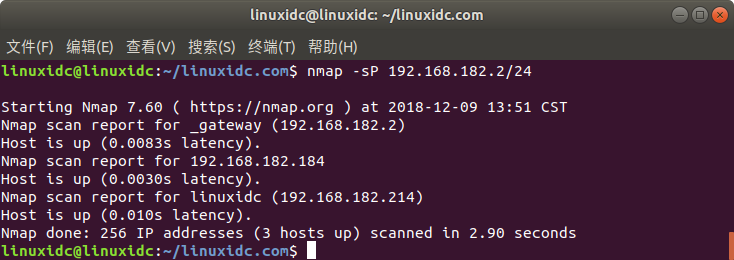 linuxidc@linuxidc: ~/linuxidc.com
文件(F) 编辑(E) 查看(V) 搜索(S) 终端(T) 帮助(H)
linuxidc@linuxidc:~/linuxidc.com$ nmap -sP 192.168.182.2/24
Starting Nmap 7.60 ( https://nmap.org ) at 2018-12-09 13:51 CST
Nmap scan report for _gateway (192.168.182.2)
Host is up (0.0083s latency).
Nmap scan report for 192.168.182.184
Host is up (0.0030s latency).
Nmap scan report for linuxidc (192.168.182.214)
Host is up (0.010s latency).
Nmap done: 256 IP addresses (3 hosts up) scanned in 2.90 seconds
linuxidc@linuxidc:~/linuxidc.com$